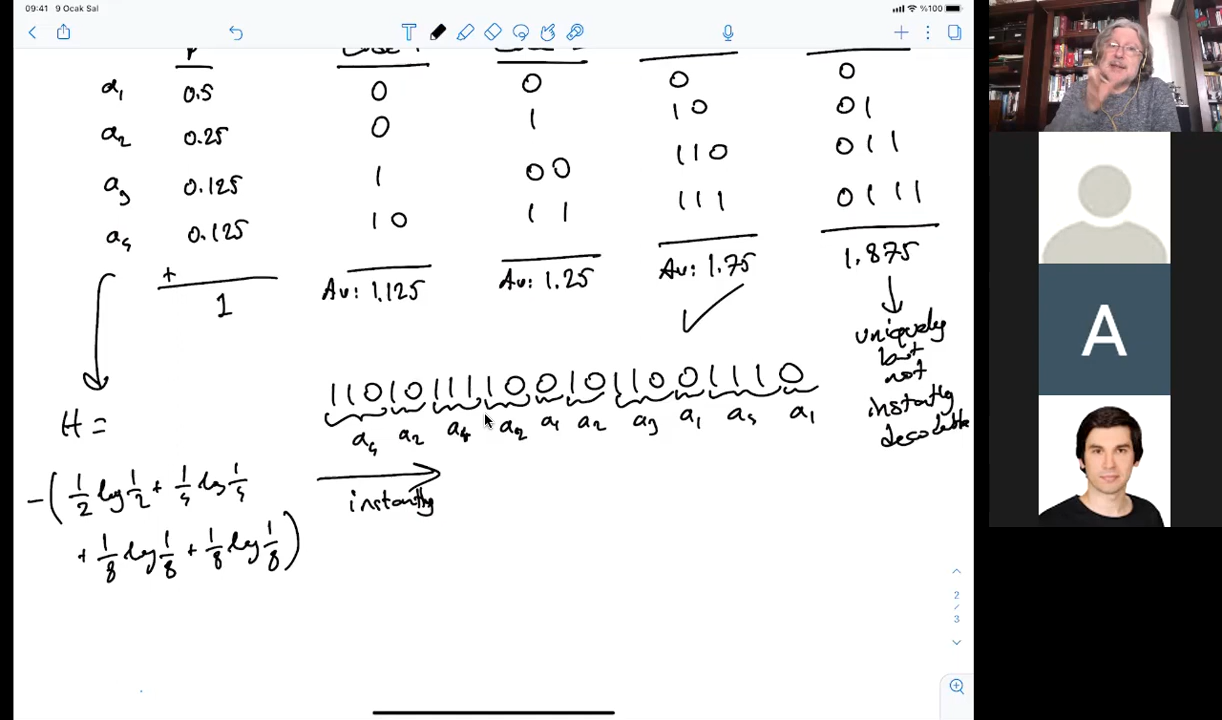 09:41 9 Ocak Sal
%100
a1 0.5 0 0 0 0
a2 0.25 0 1 10 01
a3 0.125 1 00 110 011
a4 0.125 10 11 111 0111
+
1
Av: 1.125 Av: 1.25 Av: 1.75 1.875
uniquely
but
not
instantly
decodable
110101111001011001110
a4 a2 a4 a2 a1 a2 a3 a1 a3 a1
instantly
H =
-(1/2 log 1/2 + 1/4 log 1/4
+ 1/8 log 1/8 + 1/8 log 1/8)
A
2
/
3